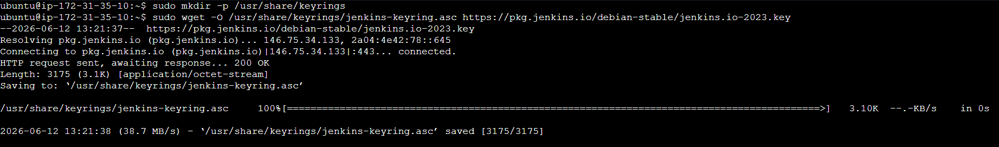 ubuntu@ip-172-31-35-10:~$ sudo mkdir -p /usr/share/keyrings
ubuntu@ip-172-31-35-10:~$ sudo wget -O /usr/share/keyrings/jenkins-keyring.asc https://pkg.jenkins.io/debian-stable/jenkins.io-2023.key
--2026-06-12 13:21:37--  https://pkg.jenkins.io/debian-stable/jenkins.io-2023.key
Resolving pkg.jenkins.io (pkg.jenkins.io)... 146.75.34.133, 2a04:4e42:78::645
Connecting to pkg.jenkins.io (pkg.jenkins.io)|146.75.34.133|:443... connected.
HTTP request sent, awaiting response... 200 OK
Length: 3175 (3.1K) [application/octet-stream]
Saving to: ‘/usr/share/keyrings/jenkins-keyring.asc’
/usr/share/keyrings/jenkins-keyring.asc     100%[===========================================================================================>]   3.10K  --.-KB/s    in 0s
2026-06-12 13:21:38 (38.7 MB/s) - ‘/usr/share/keyrings/jenkins-keyring.asc’ saved [3175/3175]